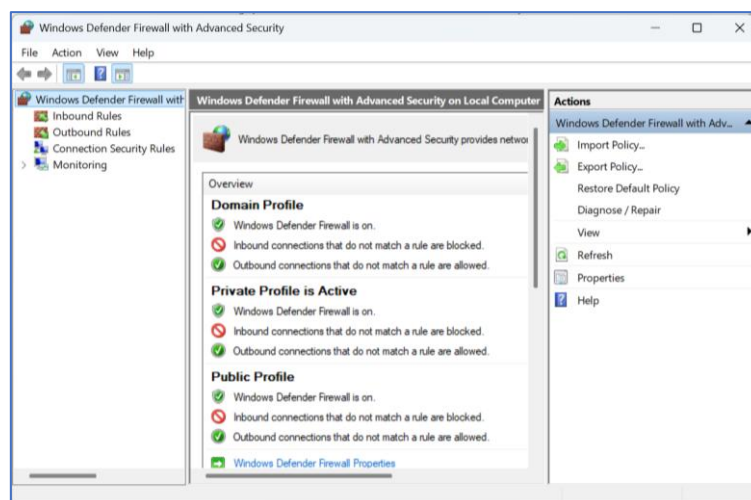 Windows Defender Firewall with Advanced Security
File Action View Help
Windows Defender Firewall with
Inbound Rules
Outbound Rules
Connection Security Rules
Monitoring
Windows Defender Firewall with Advanced Security on Local Computer
Windows Defender Firewall with Advanced Security provides netwo
Overview
Domain Profile
Windows Defender Firewall is on.
Inbound connections that do not match a rule are blocked.
Outbound connections that do not match a rule are allowed.
Private Profile is Active
Windows Defender Firewall is on.
Inbound connections that do not match a rule are blocked.
Outbound connections that do not match a rule are allowed.
Public Profile
Windows Defender Firewall is on.
Inbound connections that do not match a rule are blocked.
Outbound connections that do not match a rule are allowed.
Windows Defender Firewall Properties
Actions
Windows Defender Firewall with Adv...
Import Policy...
Export Policy...
Restore Default Policy
Diagnose / Repair
View
Refresh
Properties
Help